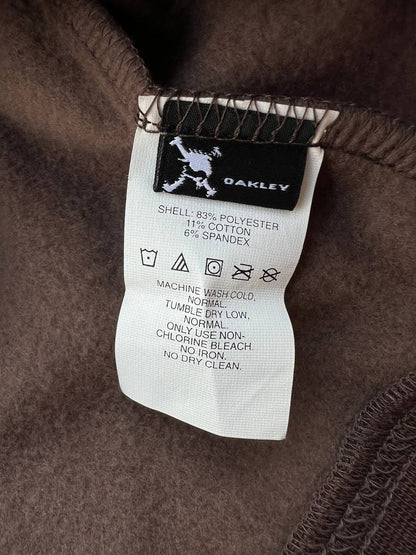 OAKLEY
SHELL: 83% POLYESTER
11% COTTON
6% SPANDEX
MACHINE WASH COLD,
NORMAL.
TUMBLE DRY LOW,
NORMAL.
ONLY USE NON-
CHLORINE BLEACH.
NO IRON.
NO DRY CLEAN.